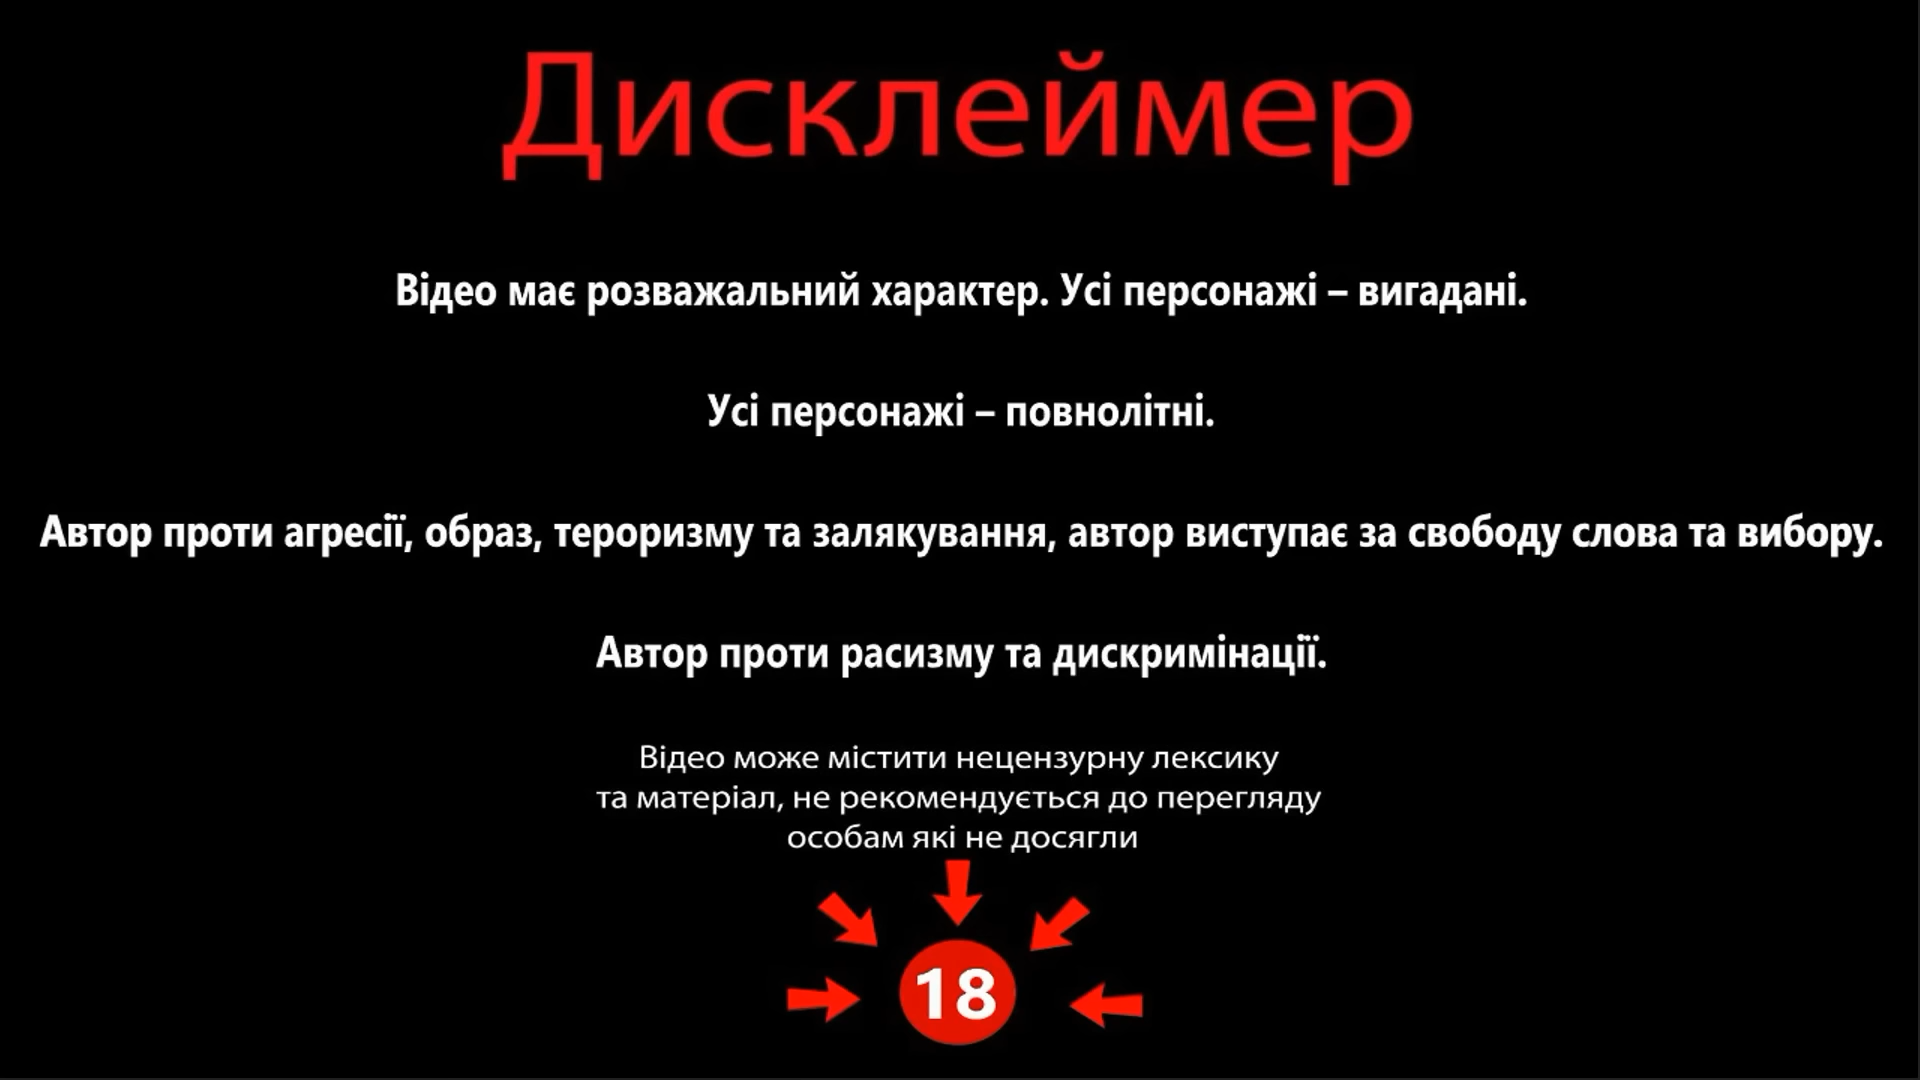 Дисклеймер
Відео має розважальний характер. Усі персонажі – вигадані.
Усі персонажі – повнолітні.
Автор проти агресії, образ, тероризму та залякування, автор виступає за свободу слова та вибору.
Автор проти расизму та дискримінації.
Відео може містити нецензурну лексику
та матеріал, не рекомендується до перегляду
особам які не досягли
18